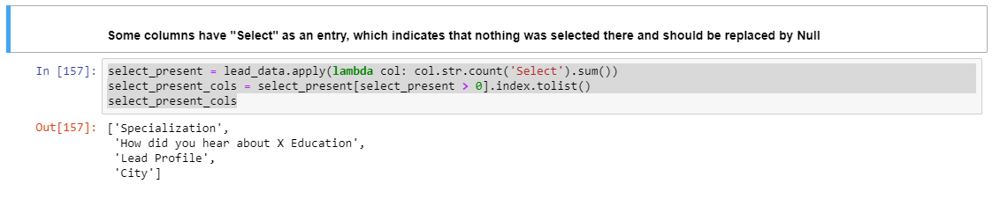 Some columns have "Select" as an entry, which indicates that nothing was selected there and should be replaced by Null
In [157]: select_present = lead_data.apply(lambda col: col.str.count('Select').sum())
select_present_cols = select_present[select_present > 0].index.tolist()
select_present_cols
Out[157]: ['Specialization',
'How did you hear about X Education',
'Lead Profile',
'City']